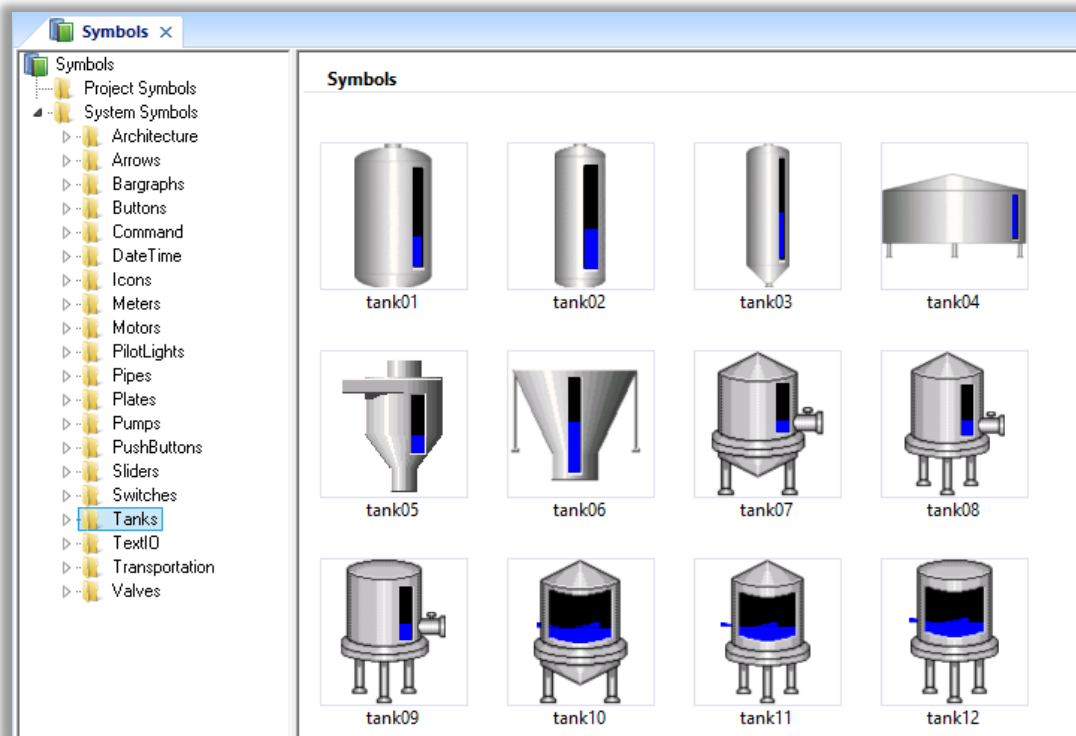 Symbols
Symbols
Project Symbols
System Symbols
Architecture
Arrows
Bargraphs
Buttons
Command
DateTime
Icons
Meters
Motors
PilotLights
Pipes
Plates
Pumps
PushButtons
Sliders
Switches
Tanks
TextIO
Transportation
Valves
Symbols
tank01 tank02 tank03 tank04
tank05 tank06 tank07 tank08
tank09 tank10 tank11 tank12